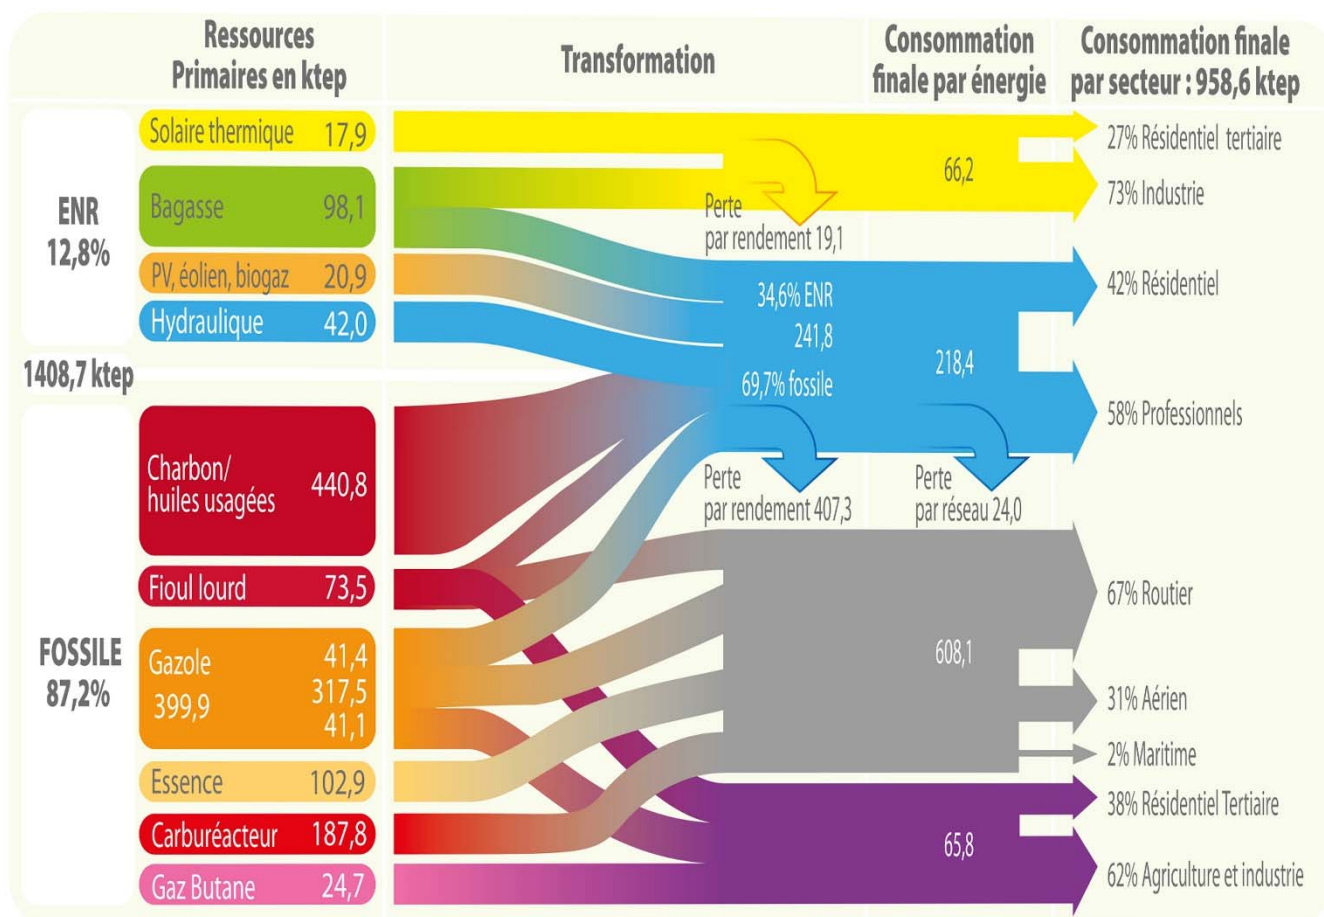 Ressources
Primaires en ktep
Transformation
Consommation
finale par énergie
Consommation finale
par secteur : 958,6 ktep
ENR
12,8%
Solaire thermique 17,9
Bagasse 98,1
PV, éolien, biogaz 20,9
Hydraulique 42,0
1408,7 ktep
FOSSILE
87,2%
Charbon/
huiles usagées 440,8
Fioul lourd 73,5
Gazole 41,4
399,9 317,5
41,1
Essence 102,9
Carburéacteur 187,8
Gaz Butane 24,7
Perte
par rendement 19,1
34,6% ENR
241,8
69,7% fossile
Perte
par rendement 407,3
Perte
par réseau 24,0
66,2
218,4
608,1
65,8
27% Résidentiel tertiaire
73% Industrie
42% Résidentiel
58% Professionnels
67% Routier
31% Aérien
2% Maritime
38% Résidentiel Tertiaire
62% Agriculture et industrie